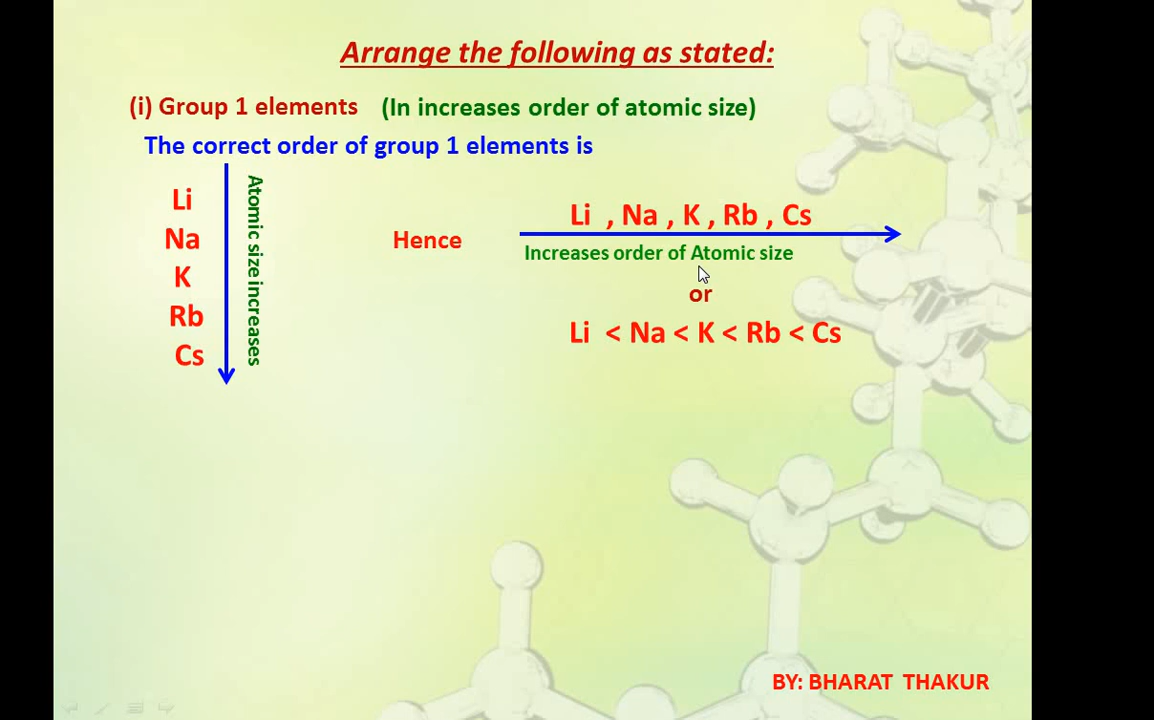 Arrange the following as stated:
(i) Group 1 elements (In increases order of atomic size)
The correct order of group 1 elements is
Li
Na
K
Rb
Cs
Atomic size increases
Hence
Li , Na , K , Rb , Cs
Increases order of Atomic size
or
Li < Na < K < Rb < Cs
BY: BHARAT THAKUR